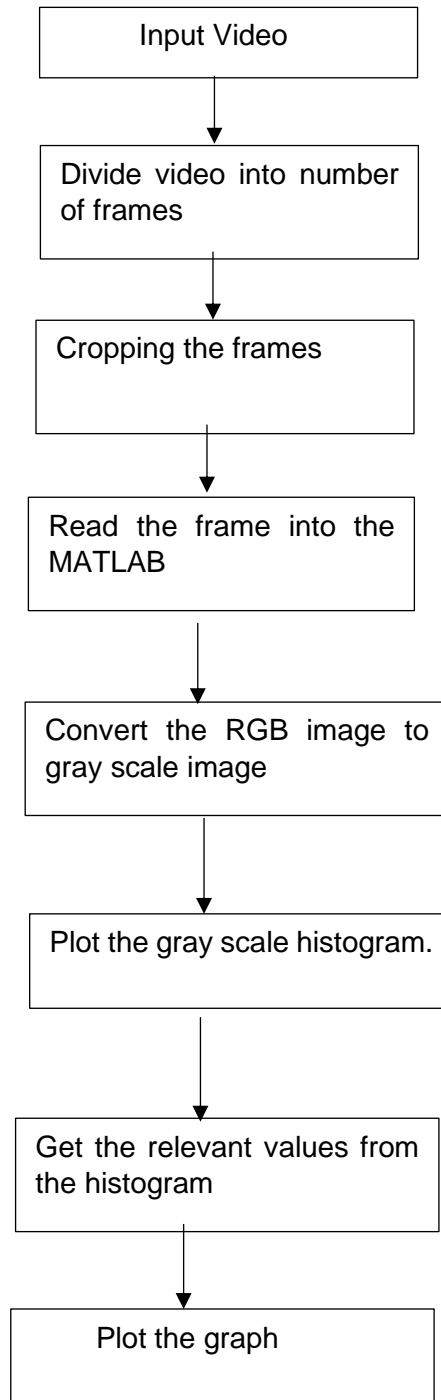 Input Video
Divide video into number
of frames
Cropping the frames
Read the frame into the
MATLAB
Convert the RGB image to
gray scale image
Plot the gray scale histogram.
Get the relevant values from
the histogram
Plot the graph